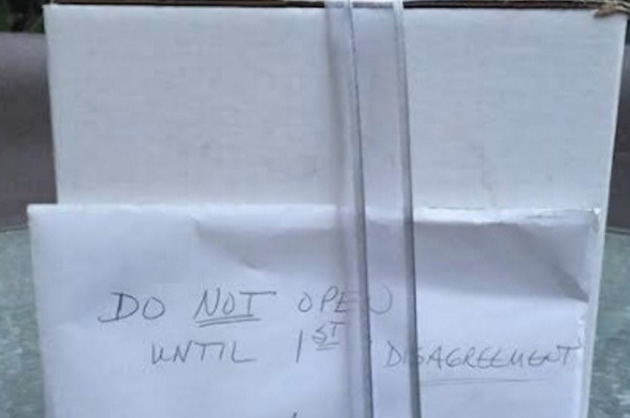 DO NOT OPEN
UNTIL 1ST DISAGREEMENT